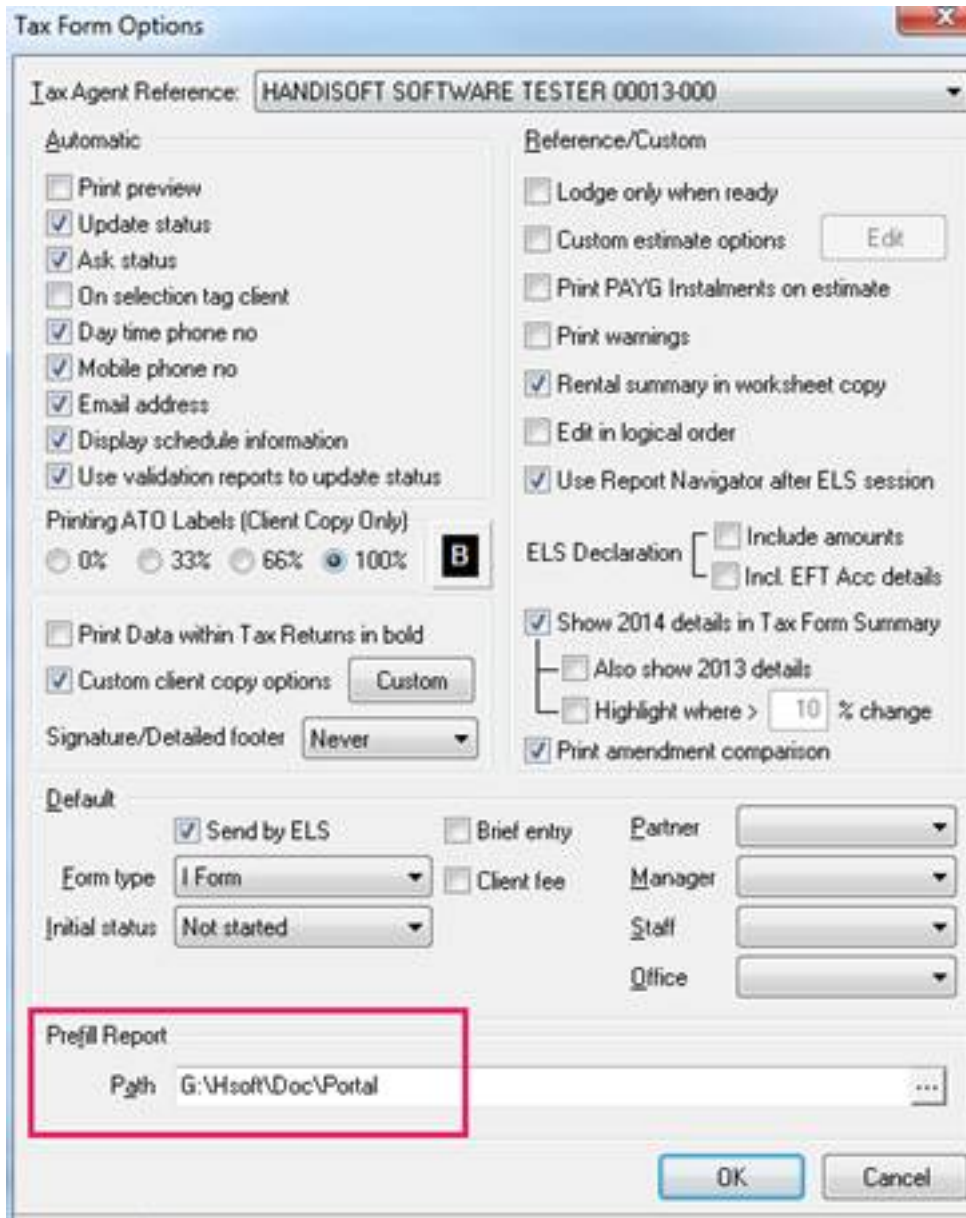 Tax Form Options
Tax Agent Reference: HANDISOFT SOFTWARE TESTER 00013-000
Automatic
Print preview
Update status
Ask status
On selection tag client
Day time phone no
Mobile phone no
Email address
Display schedule information
Use validation reports to update status
Printing ATO Labels (Client Copy Only)
0% 33% 66% 100% B
Print Data within Tax Returns in bold
Custom client copy options Custom
Signature/Detailed footer Never
Reference/Custom
Lodge only when ready
Custom estimate options Edit
Print PAYG Instalments on estimate
Print warnings
Rental summary in worksheet copy
Edit in logical order
Use Report Navigator after ELS session
ELS Declaration
Include amounts
Incl. EFT Acc details
Show 2014 details in Tax Form Summary
Also show 2013 details
Highlight where > 10 % change
Print amendment comparison
Default
Send by ELS Brief entry Partner
Form type I Form Client fee Manager
Initial status Not started Staff
Office
Prefill Report
Path G:\Hsoft\Doc\Portal ...
OK Cancel